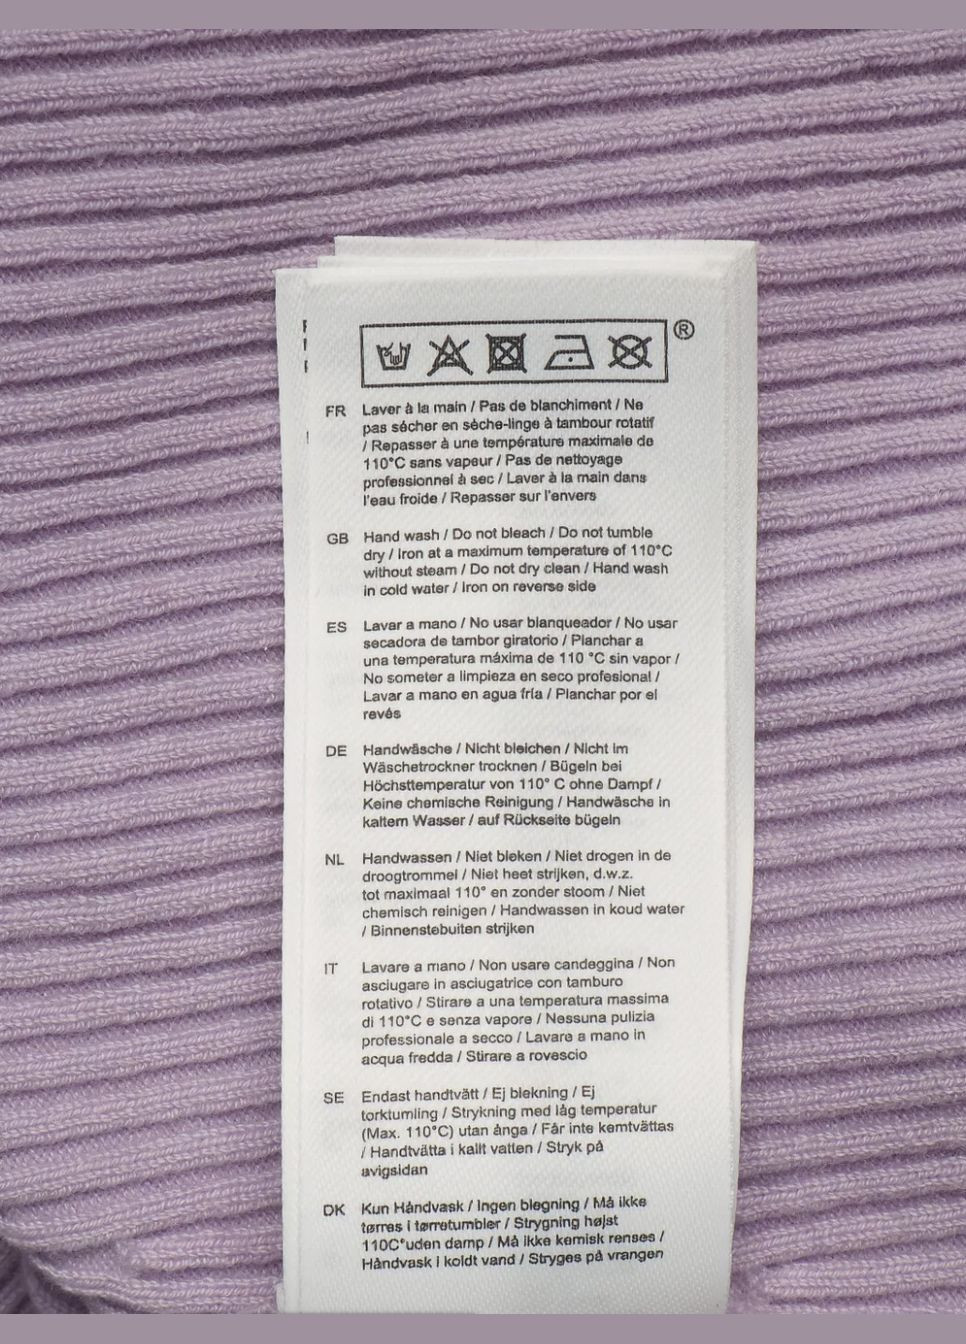 ®
FR Laver à la main / Pas de blanchiment / Ne
pas sécher en sèche-linge à tambour rotatif
/ Repasser à une température maximale de
110°C sans vapeur / Pas de nettoyage
professionnel à sec / Laver à la main dans
l'eau froide / Repasser sur l'envers
GB Hand wash / Do not bleach / Do not tumble
dry / Iron at a maximum temperature of 110°C
without steam / Do not dry clean / Hand wash
in cold water / Iron on reverse side
ES Lavar a mano / No usar blanqueador / No usar
secadora de tambor giratorio / Planchar a
una temperatura máxima de 110 °C sin vapor /
No someter a limpieza en seco profesional /
Lavar a mano en agua fría / Planchar por el
revés
DE Handwäsche / Nicht bleichen / Nicht im
Wäschetrockner trocknen / Bügeln bei
Höchsttemperatur von 110° C ohne Dampf /
Keine chemische Reinigung / Handwäsche in
kaltem Wasser / auf Rückseite bügeln
NL Handwassen / Niet bleken / Niet drogen in de
droogtrommel / Niet heet strijken, d.w.z.
tot maximaal 110° en zonder stoom / Niet
chemisch reinigen / Handwassen in koud water
/ Binnenstebuiten strijken
IT Lavare a mano / Non usare candeggina / Non
asciugare in asciugatrice con tamburo
rotativo / Stirare a una temperatura massima
di 110°C e senza vapore / Nessuna pulizia
professionale a secco / Lavare a mano in
acqua fredda / Stirare a rovescio
SE Endast handtvätt / Ej blekning / Ej
torktumling / Strykning med låg temperatur
(Max. 110°C) utan ånga / Får inte kemtvättas
/ Handtvätta i kallt vatten / Stryk på
avigsidan
DK Kun Håndvask / Ingen blegning / Må ikke
tørres i tørretumbler / Strygning højst
110C°uden damp / Må ikke kemisk renses /
Håndvask i koldt vand / Stryges på vrangen